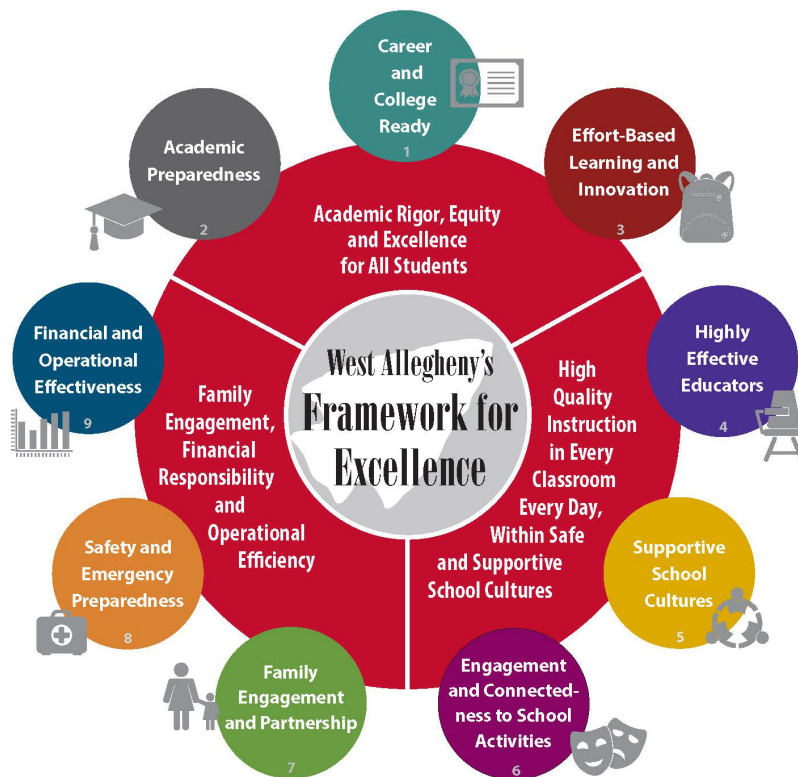 Career
and
College
Ready
1
Academic
Preparedness
2
Effort-Based
Learning and
Innovation
3
Academic Rigor, Equity
and Excellence
for All Students
Financial and
Operational
Effectiveness
9
Highly
Effective
Educators
4
West Allegheny's
Framework for
Excellence
Family
Engagement,
Financial
Responsibility
and
Operational
Efficiency
High
Quality
Instruction
in Every
Classroom
Every Day,
Within Safe
and Supportive
School Cultures
Safety and
Emergency
Preparedness
8
Supportive
School
Cultures
5
Family
Engagement
and Partnership
7
Engagement
and Connected-
ness to School
Activities
6